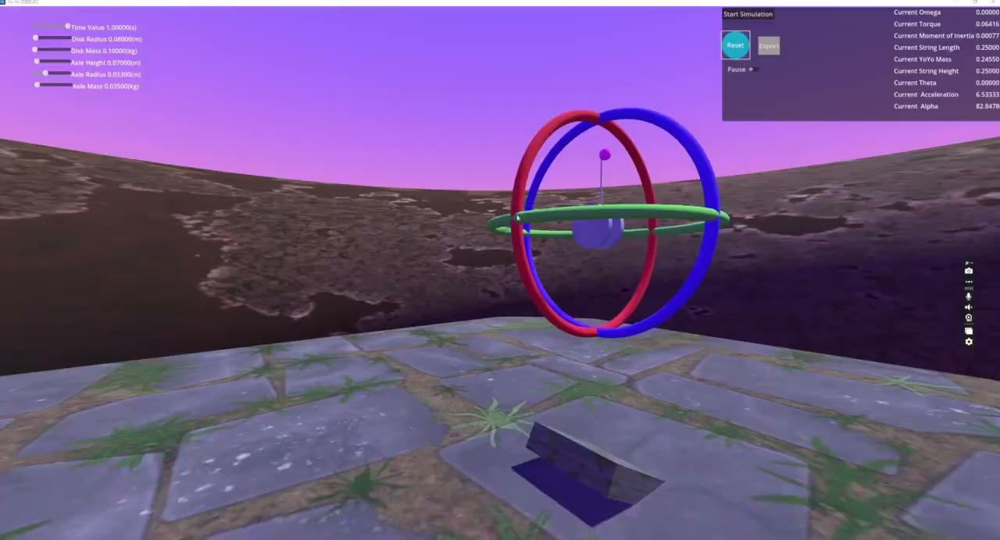 Yo-Yo (DEBUG)
Time Value 1.00000(s)
Disk Radius 0.08000(m)
Disk Mass 0.10000(kg)
Axle Height 0.07000(m)
Axle Radius 0.03300(m)
Axle Mass 0.03500(kg)
Start Simulation
Reset
Export
Pause
Current Omega 0.00000
Current Torque 0.06416
Current Moment of Inertia 0.00077
Current String Length 0.25000
Current YoYo Mass 0.24550
Current String Height 0.25000
Current Theta 0.00000
Current Acceleration 6.53333
Current Alpha 82.8478